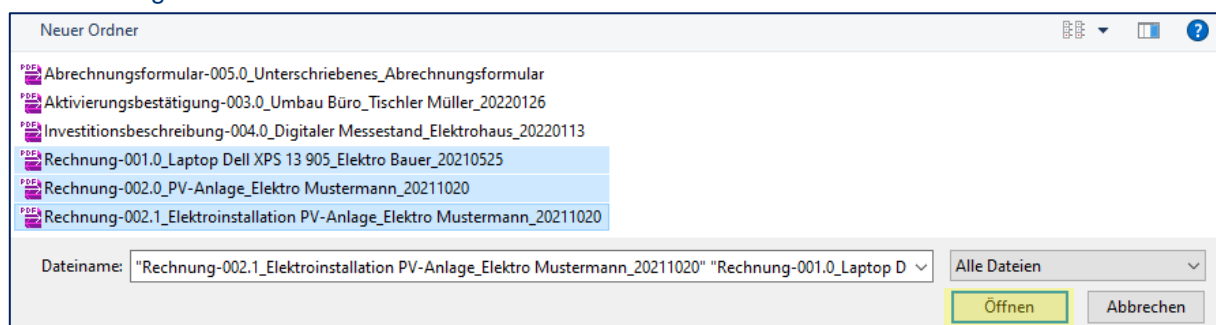 Neuer Ordner
Abrechnungsformular-005.0_Unterschriebenes_Abrechnungsformular
Aktivierungsbestätigung-003.0_Umbau Büro_Tischler Müller_20220126
Investitionsbeschreibung-004.0_Digitaler Messestand_Elektrohaus_20220113
Rechnung-001.0_Laptop Dell XPS 13 905_Elektro Bauer_20210525
Rechnung-002.0_PV-Anlage_Elektro Mustermann_20211020
Rechnung-002.1_Elektroinstallation PV-Anlage_Elektro Mustermann_20211020
Dateiname: "Rechnung-002.1_Elektroinstallation PV-Anlage_Elektro Mustermann_20211020" "Rechnung-001.0_Laptop D Alle Dateien
Öffnen Abbrechen